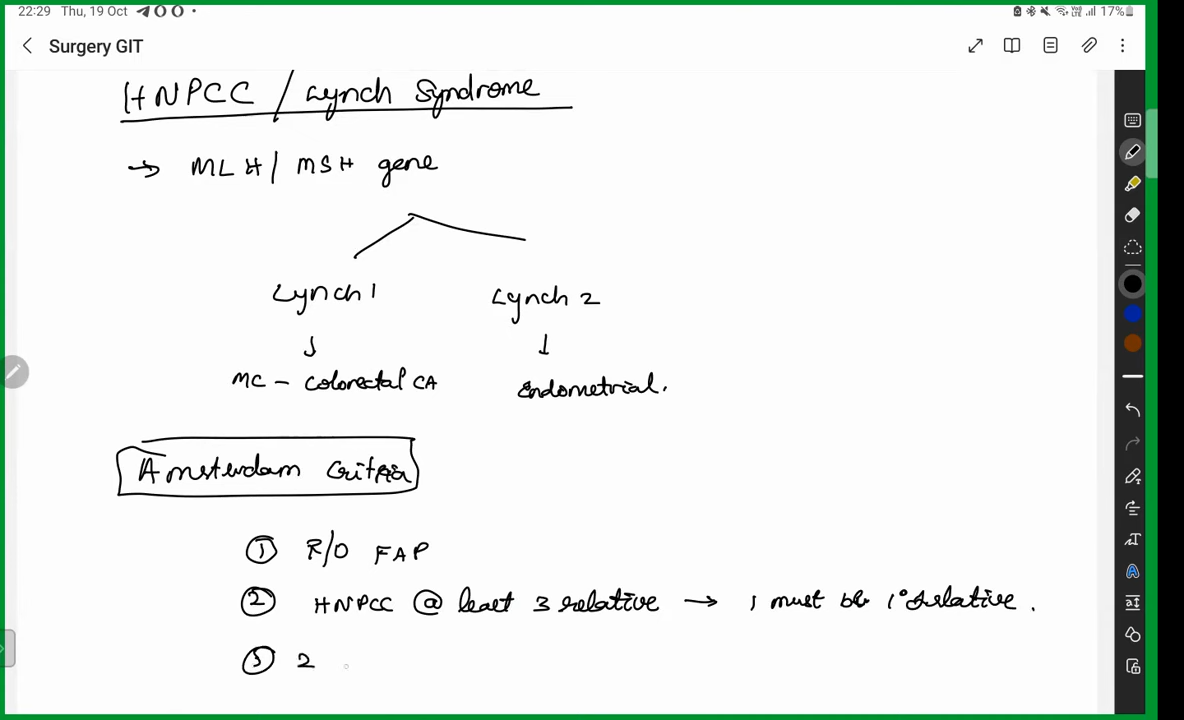 22:29 Thu, 19 Oct
17%
Surgery GIT
HNPCC / Lynch Syndrome
→ MLH / MSH gene
Lynch 1 Lynch 2
↓ ↓
MC - Colorectal CA Endometrial.
Amsterdam Criteria
① R/O FAP
② HNPCC @ least 3 relative → 1 must be 1° relative.
③ 2